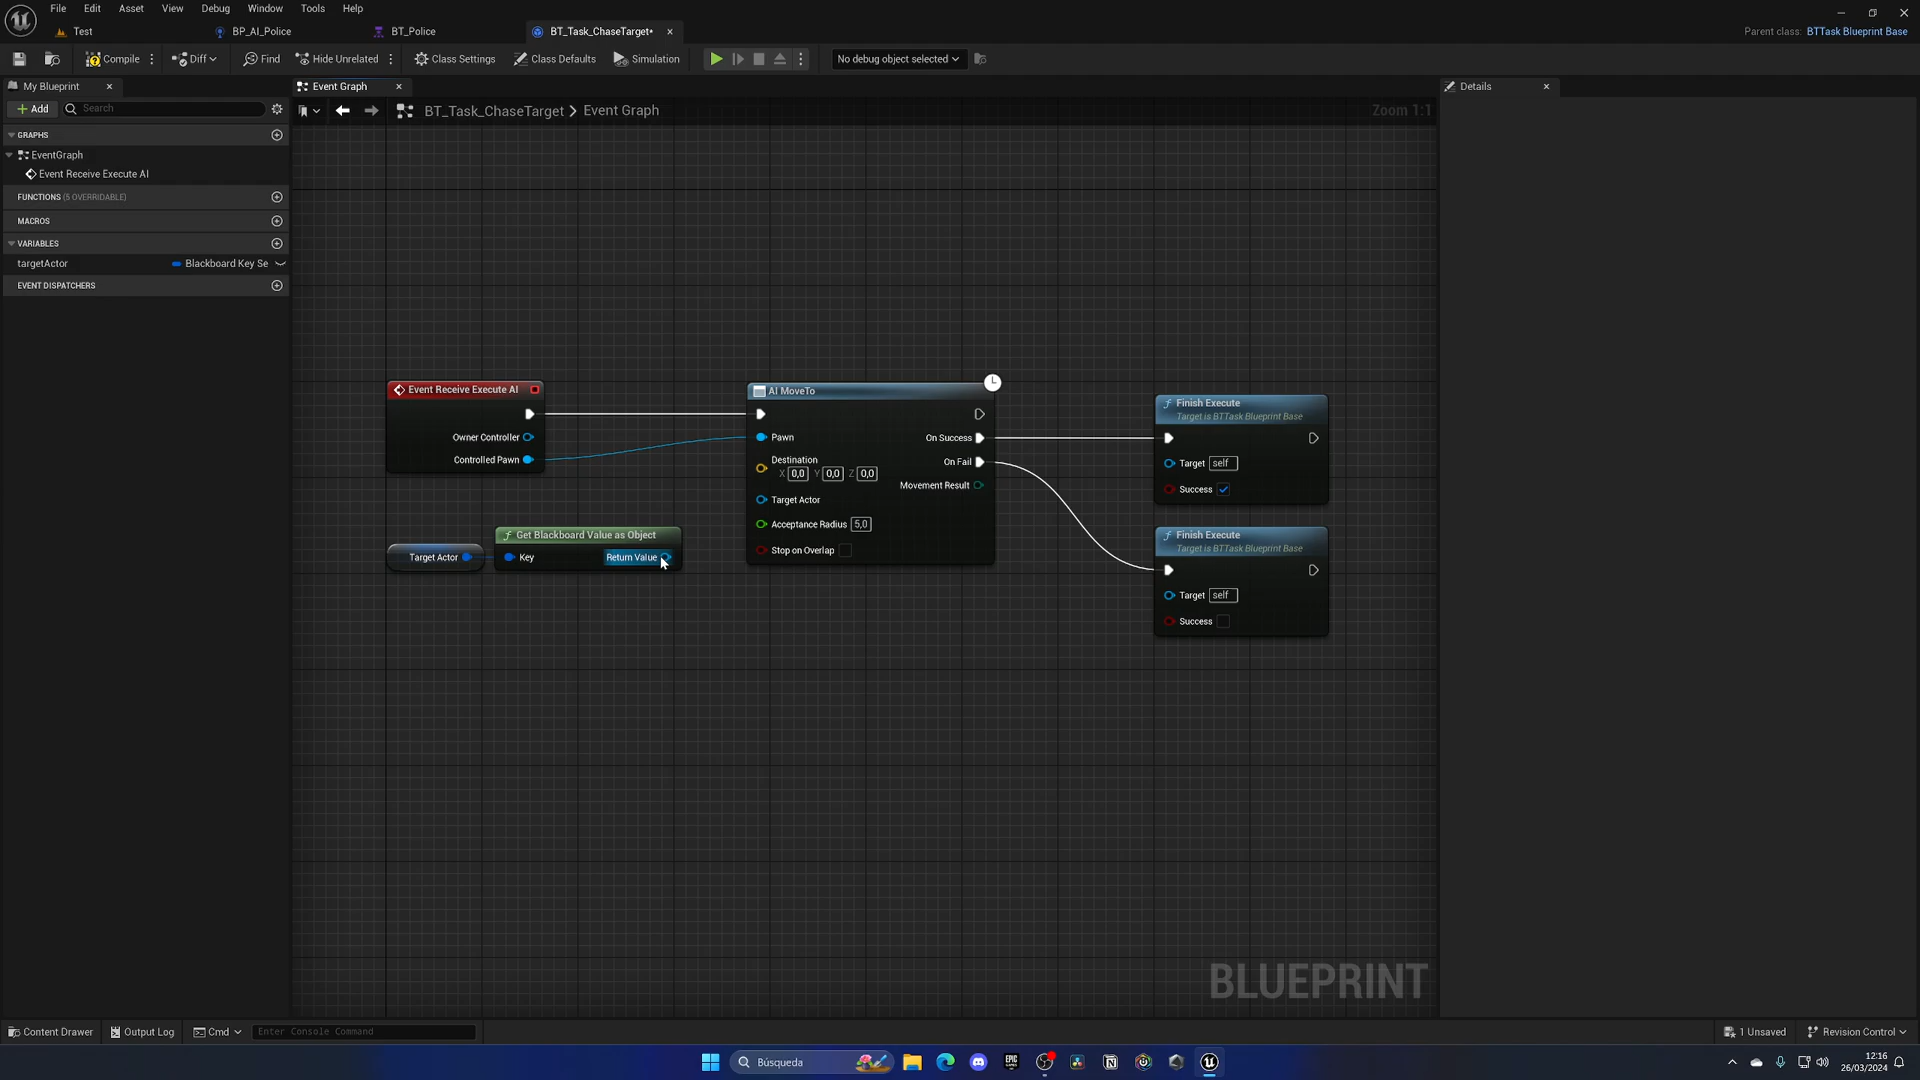 File Edit Asset View Debug Window Tools Help
Test BP_AI_Police BT_Police BT_Task_ChaseTarget* Parent class: BTTask Blueprint Base
Compile Diff Find Hide Unrelated Class Settings Class Defaults Simulation No debug object selected
My Blueprint Event Graph Details
Add Search BT_Task_ChaseTarget > Event Graph Zoom 1:1
GRAPHS
EventGraph
Event Receive Execute AI
FUNCTIONS (5 OVERRIDABLE)
MACROS
VARIABLES
targetActor Blackboard Key Se
EVENT DISPATCHERS
Event Receive Execute AI
Owner Controller
Controlled Pawn
Target Actor
Get Blackboard Value as Object
Key Return Value
AI MoveTo
Pawn On Success
Destination On Fail
X 0,0 Y 0,0 Z 0,0
Movement Result
Target Actor
Acceptance Radius 5,0
Stop on Overlap
Finish Execute
Target is BTTask Blueprint Base
Target self
Success
Finish Execute
Target is BTTask Blueprint Base
Target self
Success
BLUEPRINT
Content Drawer Output Log Cmd Enter Console Command 1 Unsaved Revision Control
Búsqueda
EPIC GAMES
12:16
26/03/2024